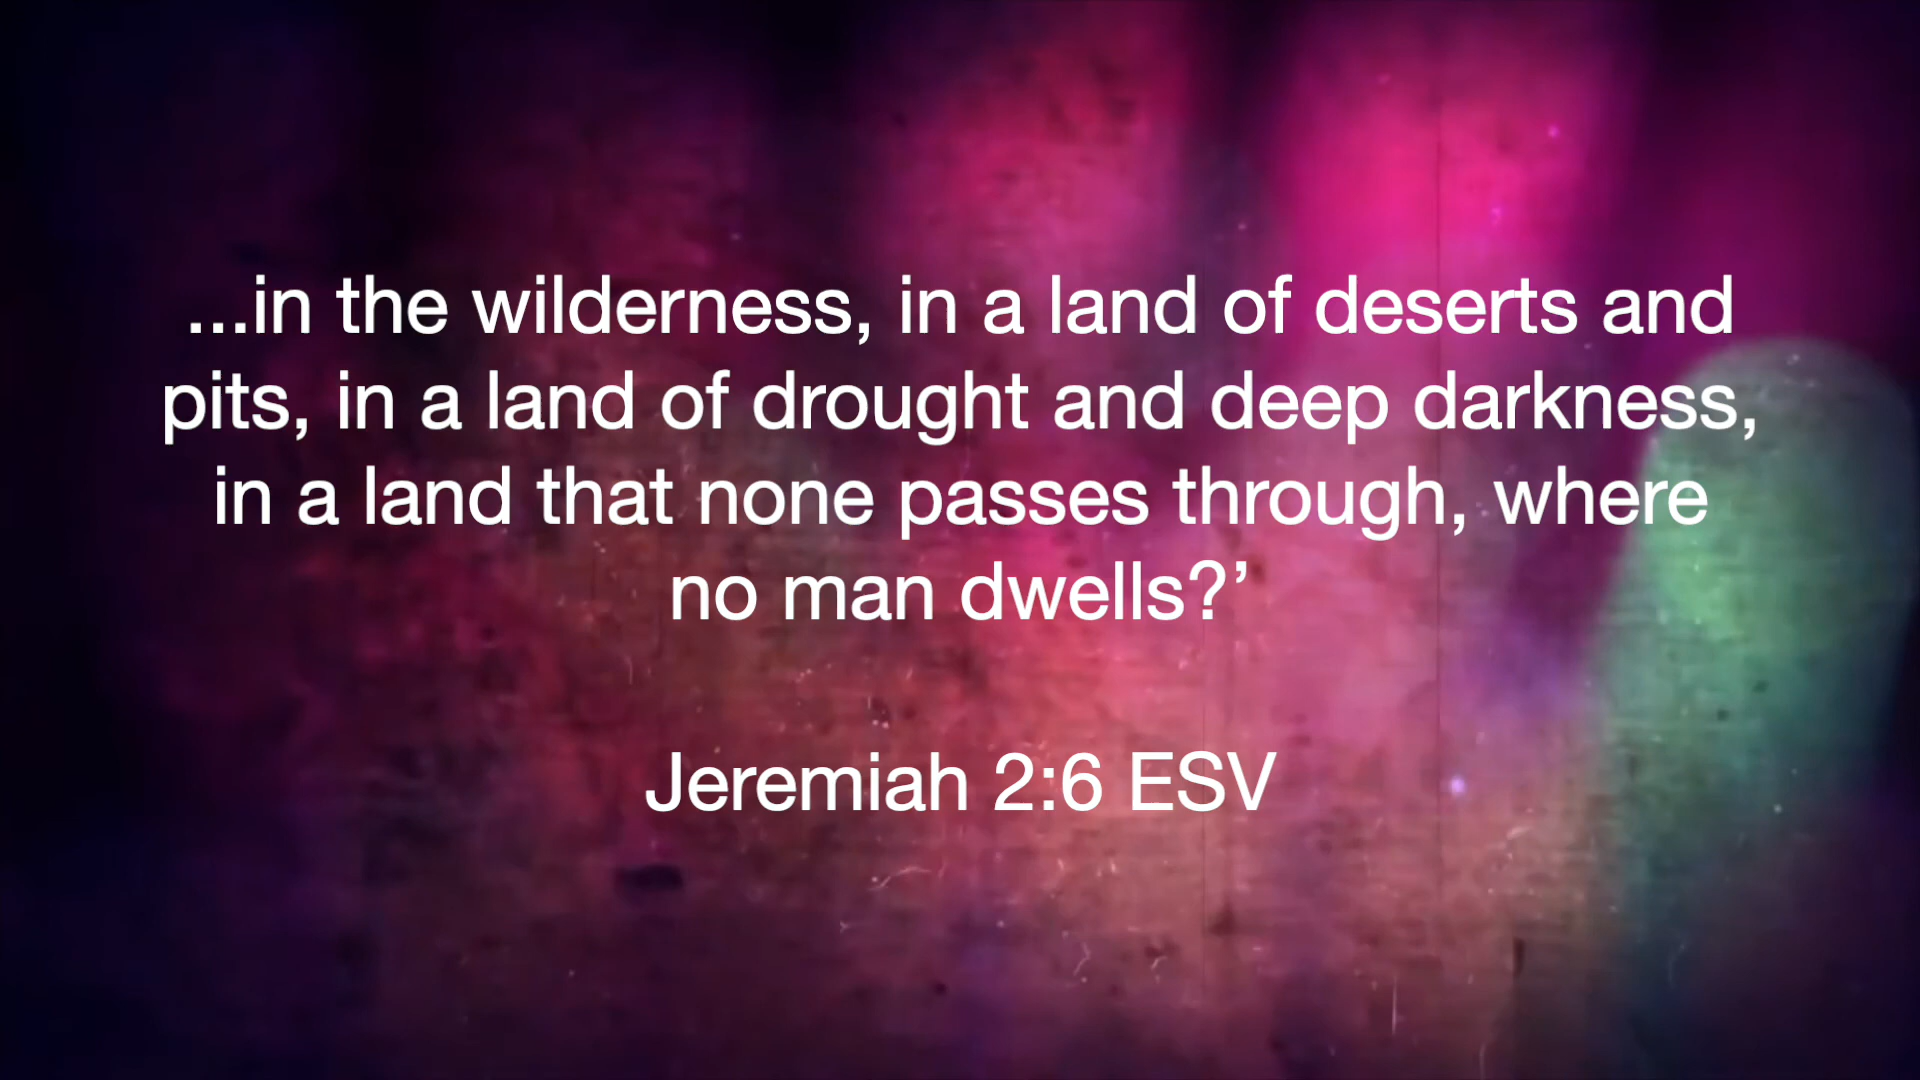 ...in the wilderness, in a land of deserts and
pits, in a land of drought and deep darkness,
in a land that none passes through, where
no man dwells?’
Jeremiah 2:6 ESV